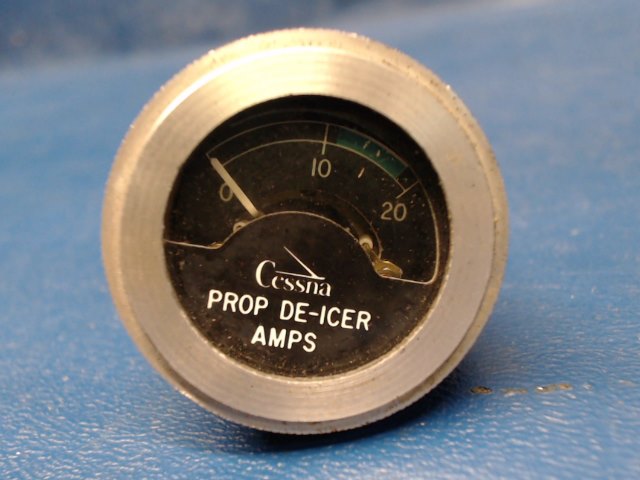 0 10 20
Cessna
PROP DE-ICER
AMPS